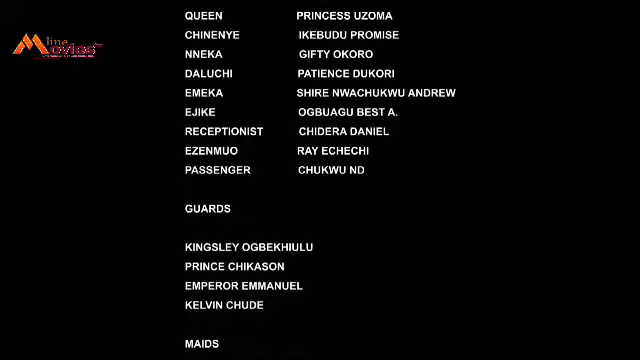 QUEEN PRINCESS UZOMA
CHINENYE IKEBUDU PROMISE
NNEKA GIFTY OKORO
DALUCHI PATIENCE DUKORI
EMEKA SHIRE NWACHUKWU ANDREW
EJIKE OGBUAGU BEST A.
RECEPTIONIST CHIDERA DANIEL
EZENMUO RAY ECHECHI
PASSENGER CHUKWU ND
GUARDS
KINGSLEY OGBEKHIULU
PRINCE CHIKASON
EMPEROR EMMANUEL
KELVIN CHUDE
MAIDS
Mline
Movies